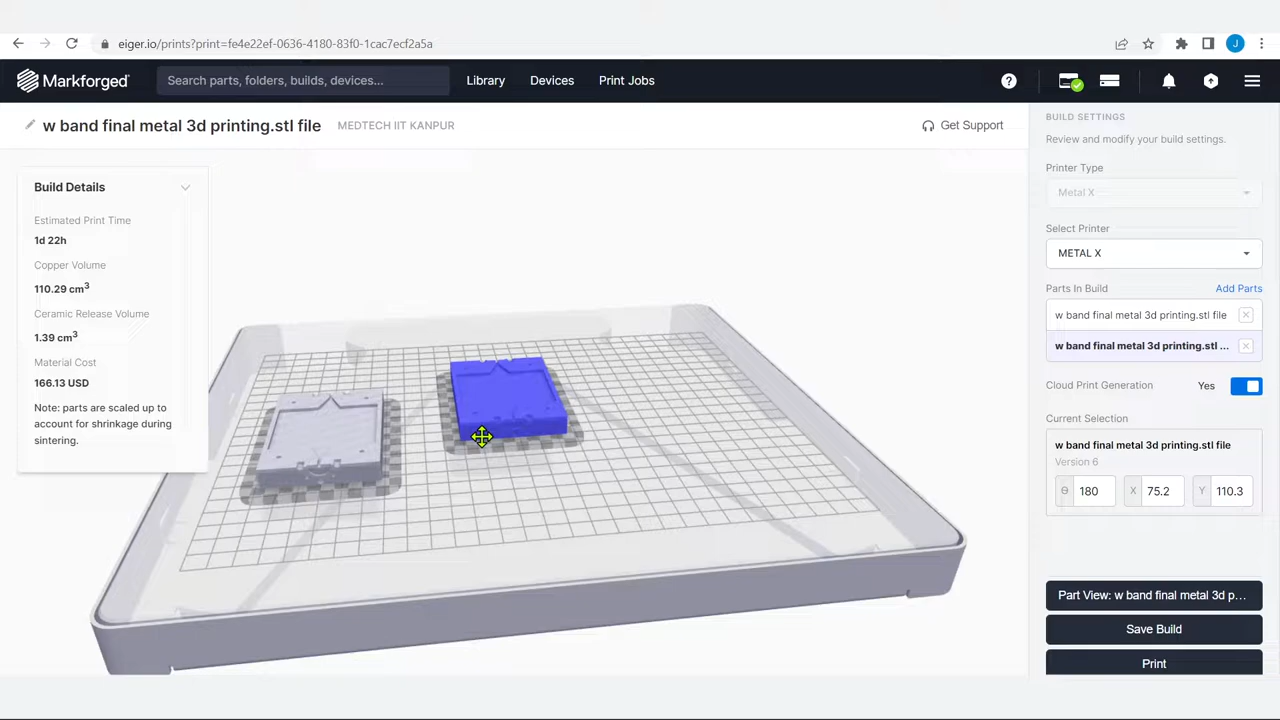 eiger.io/prints?print=fe4e22ef-0636-4180-83f0-1cac7ecf2a5a
J
Markforged
Search parts, folders, builds, devices...
Library
Devices
Print Jobs
w band final metal 3d printing.stl file
MEDTECH IIT KANPUR
Get Support
Build Details
Estimated Print Time
1d 22h
Copper Volume
110.29 cm3
Ceramic Release Volume
1.39 cm3
Material Cost
166.13 USD
Note: parts are scaled up to
account for shrinkage during
sintering.
BUILD SETTINGS
Review and modify your build settings.
Printer Type
Metal X
Select Printer
METAL X
Parts In Build
Add Parts
w band final metal 3d printing.stl file
w band final metal 3d printing.stl ...
Cloud Print Generation
Yes
Current Selection
w band final metal 3d printing.stl file
Version 6
Θ 180 X 75.2 Y 110.3
Part View: w band final metal 3d p...
Save Build
Print